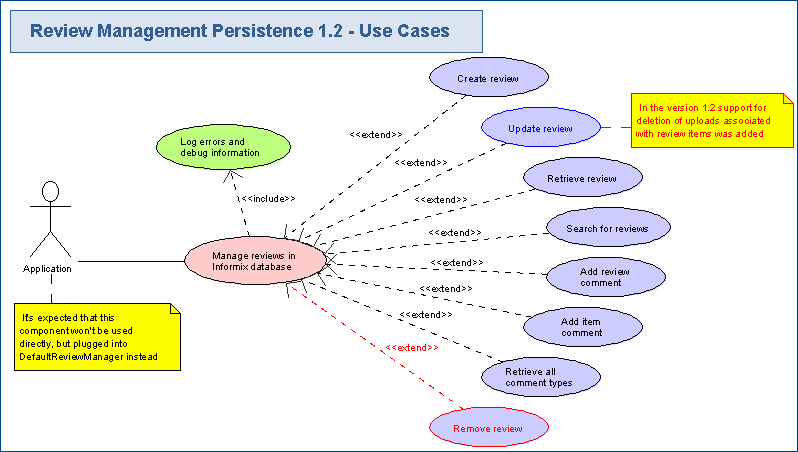 Review Management Persistence 1.2 - Use Cases
Create review
In the version 1.2 support for
deletion of uploads associated
with review items was added
<<extend>>
Update review
Log errors and
debug information
<<extend>>
Retrieve review
<<extend>>
<<include>>
Search for reviews
<<extend>>
Manage reviews in
Informix database
Application
<<extend>>
Add review
comment
<<extend>>
It's expected that this
component won't be used
directly, but plugged into
DefaultReviewManager instead
<<extend>>
Add item
comment
<<extend>>
Retrieve all
comment types
Remove review